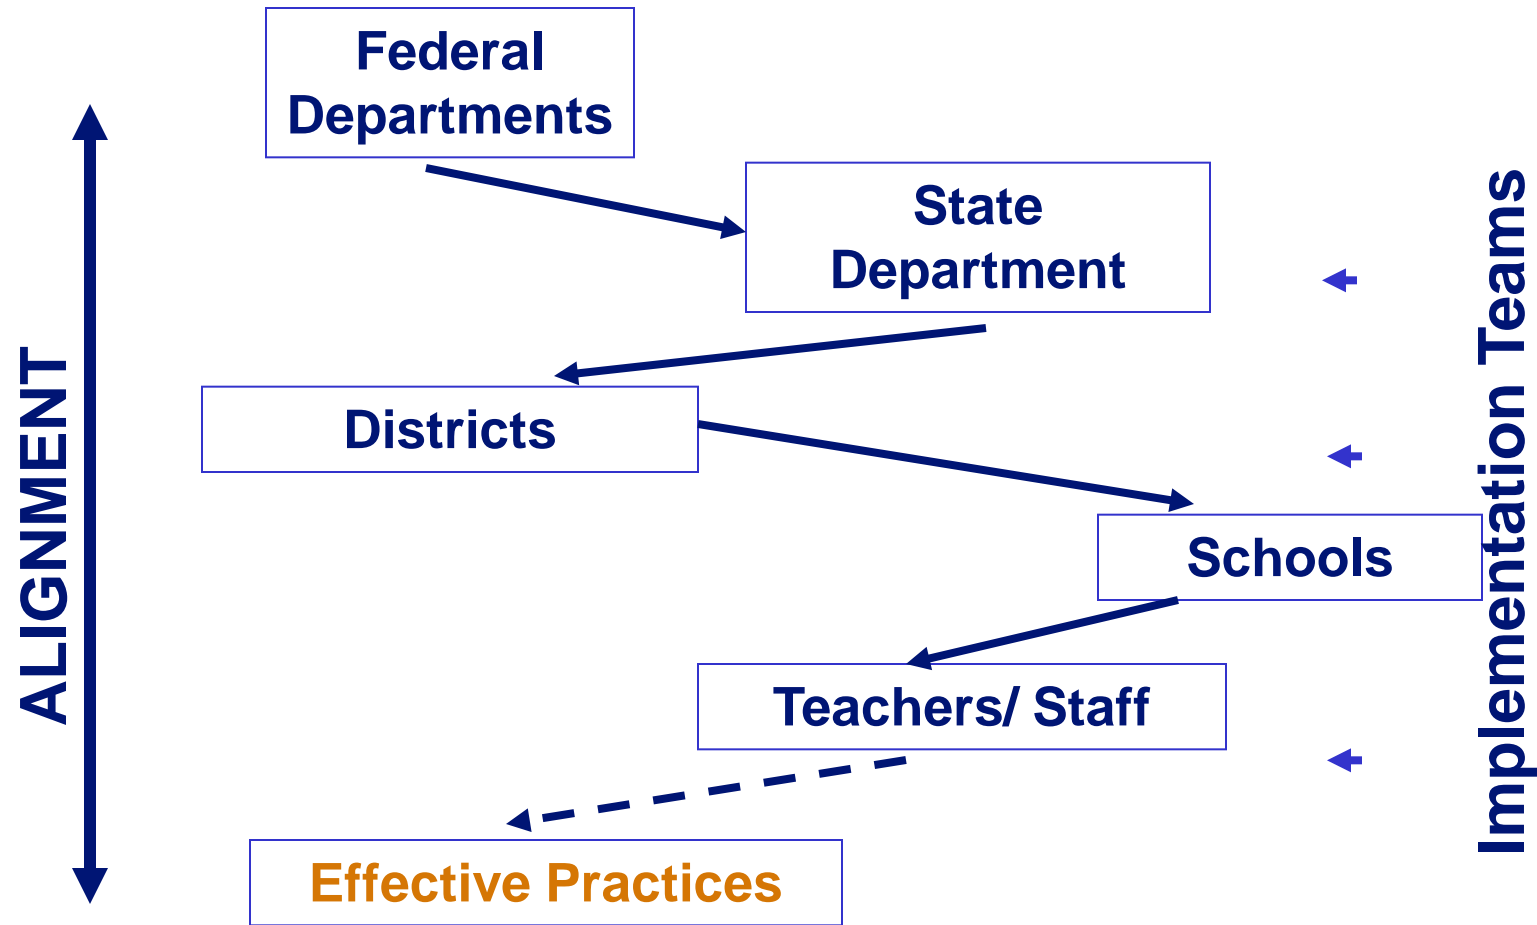 Federal
Departments
State
Department
ALIGNMENT
Implementation Teams
Districts
Schools
Teachers/ Staff
Effective Practices